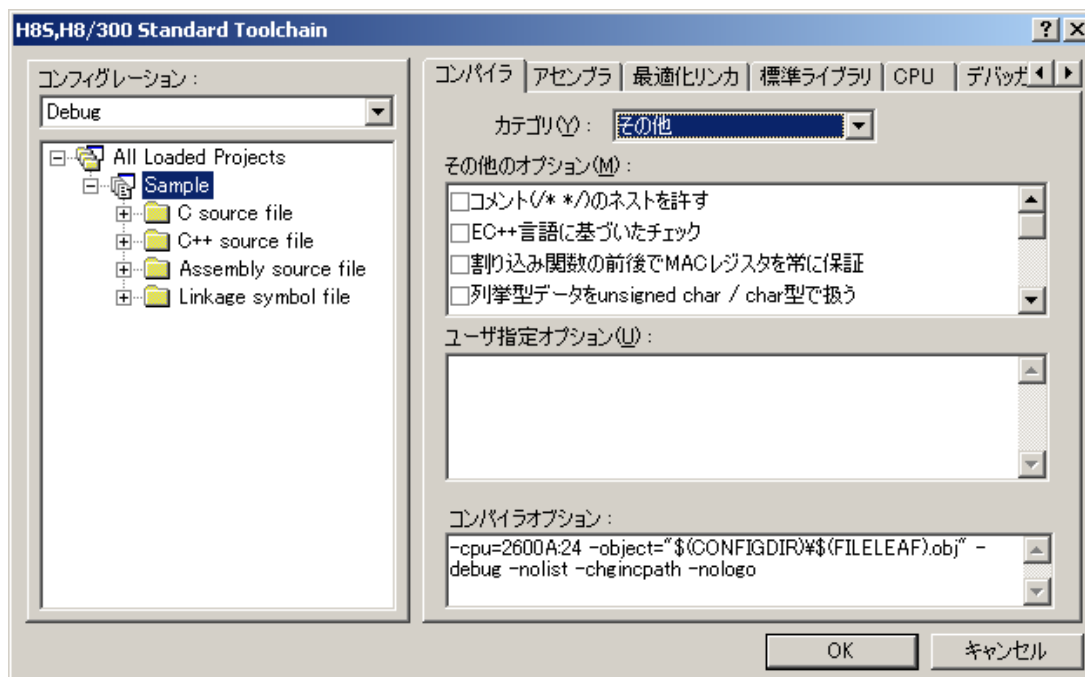 H8S,H8/300 Standard Toolchain
コンフィグレーション :
Debug
All Loaded Projects
Sample
C source file
C++ source file
Assembly source file
Linkage symbol file
コンパイラ アセンブラ 最適化リンカ 標準ライブラリ CPU デバッガ
カテゴリ(Y) : その他
その他のオプション(M) :
コメント(/* */)のネストを許す
EC++言語に基づいたチェック
割り込み関数の前後でMACレジスタを常に保証
列挙型データをunsigned char / char型で扱う
ユーザ指定オプション(U) :
コンパイラオプション :
-cpu=2600A:24 -object="$(CONFIGDIR)¥$(FILELEAF).obj" -
debug -nolist -chgincpath -nologo
OK キャンセル